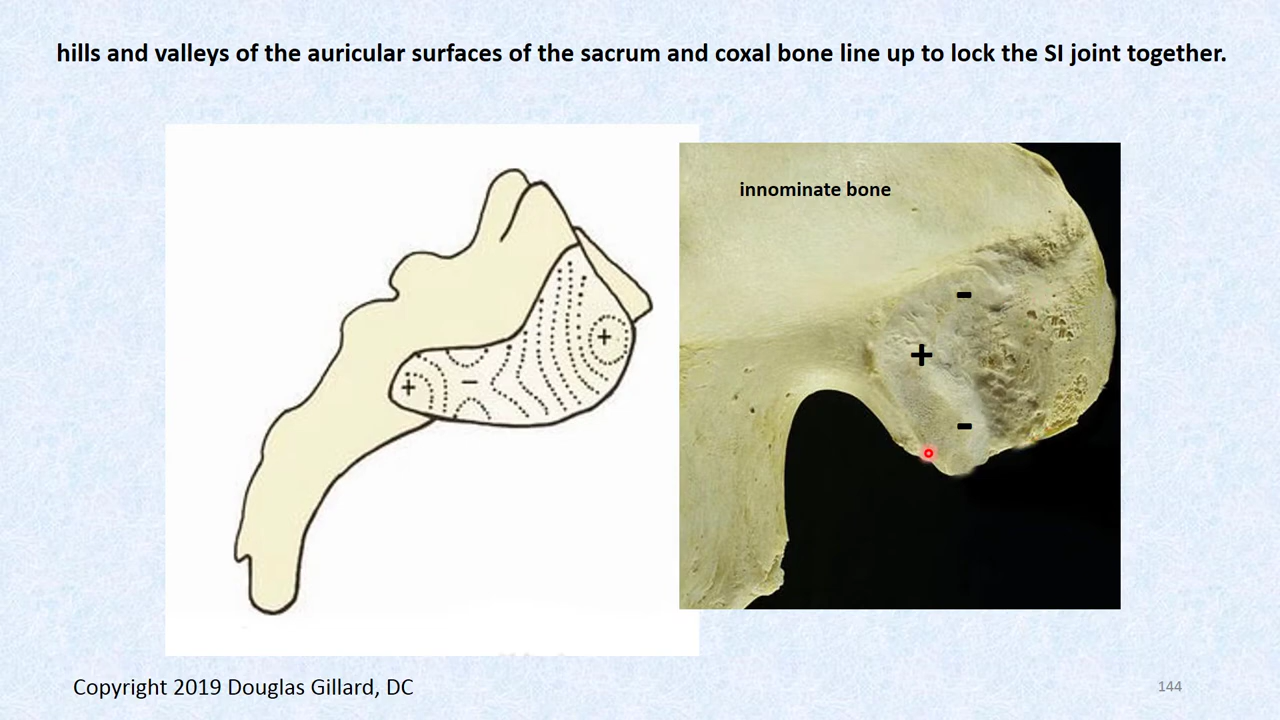 hills and valleys of the auricular surfaces of the sacrum and coxal bone line up to lock the SI joint together.
innominate bone
-
+
+
-
+
-
Copyright 2019 Douglas Gillard, DC
144